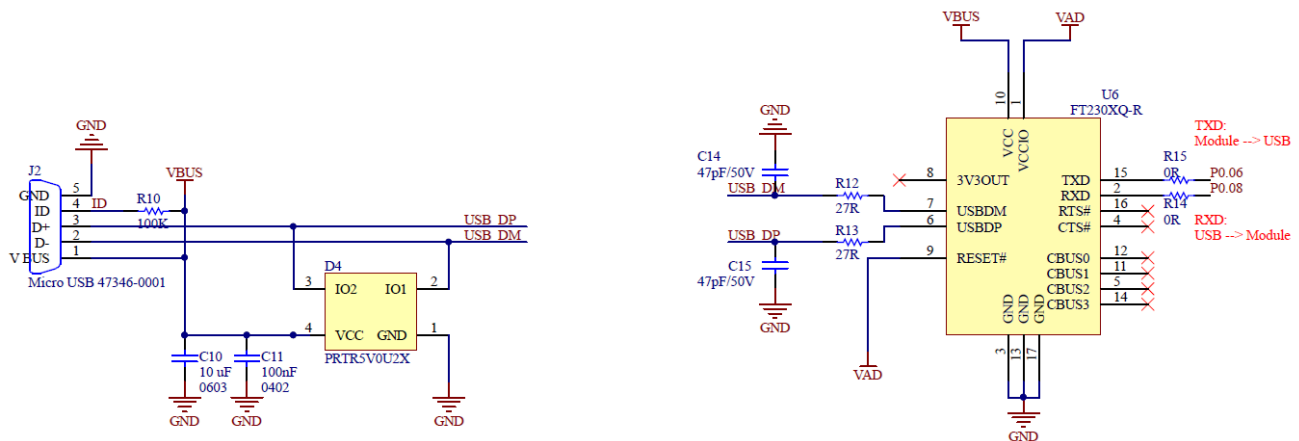 GND
J2
GND
5
ID
4
ID
D+
3
D-
2
V BUS
1
Micro USB 47346-0001
R10
100K
VBUS
USB_DP
USB_DM
D4
3
IO2
IO1
2
4
VCC
GND
1
PRTR5V0U2X
C10
10 uF
0603
C11
100nF
0402
GND
GND
GND
VBUS
VAD
U6
FT230XQ-R
10
1
VCC
VCCIO
GND
C14
47pF/50V
USB_DM
R12
27R
USB_DP
R13
27R
C15
47pF/50V
GND
VAD
8
3V3OUT
7
USBDM
6
USBDP
9
RESET#
TXD
15
RXD
2
RTS#
16
CTS#
4
CBUS0
12
CBUS1
11
CBUS2
5
CBUS3
14
GND
GND
GND
3
13
17
GND
TXD:
Module --> USB
R15
0R
P0.06
P0.08
R14
0R
RXD:
USB --> Module